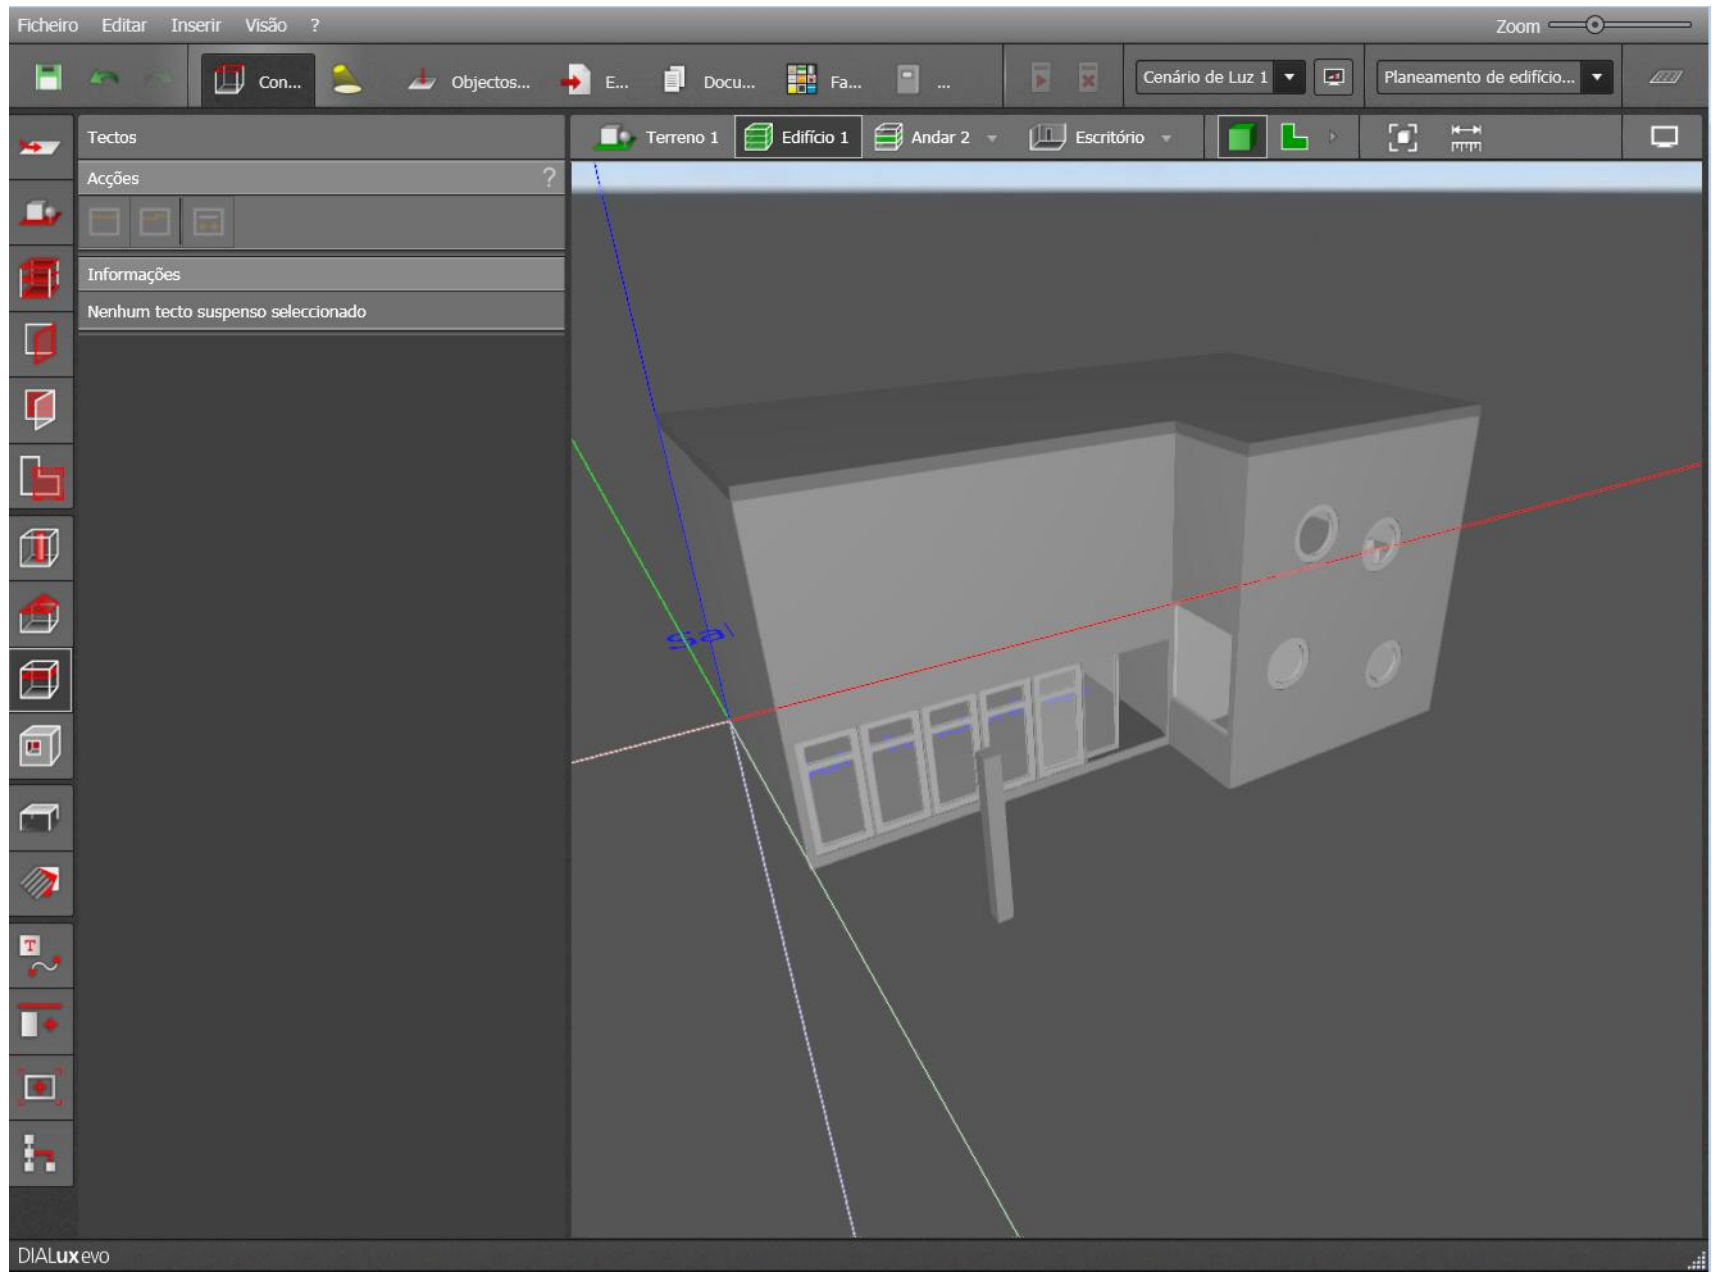 Ficheiro Editar Inserir Visão ? Zoom
Con... Objectos... E... Docu... Fa... ... Cenário de Luz 1 Planeamento de edifício...
Tectos
Terreno 1 Edifício 1 Andar 2 Escritório
Acções ?
Informações
Nenhum tecto suspenso seleccionado
DIALux evo